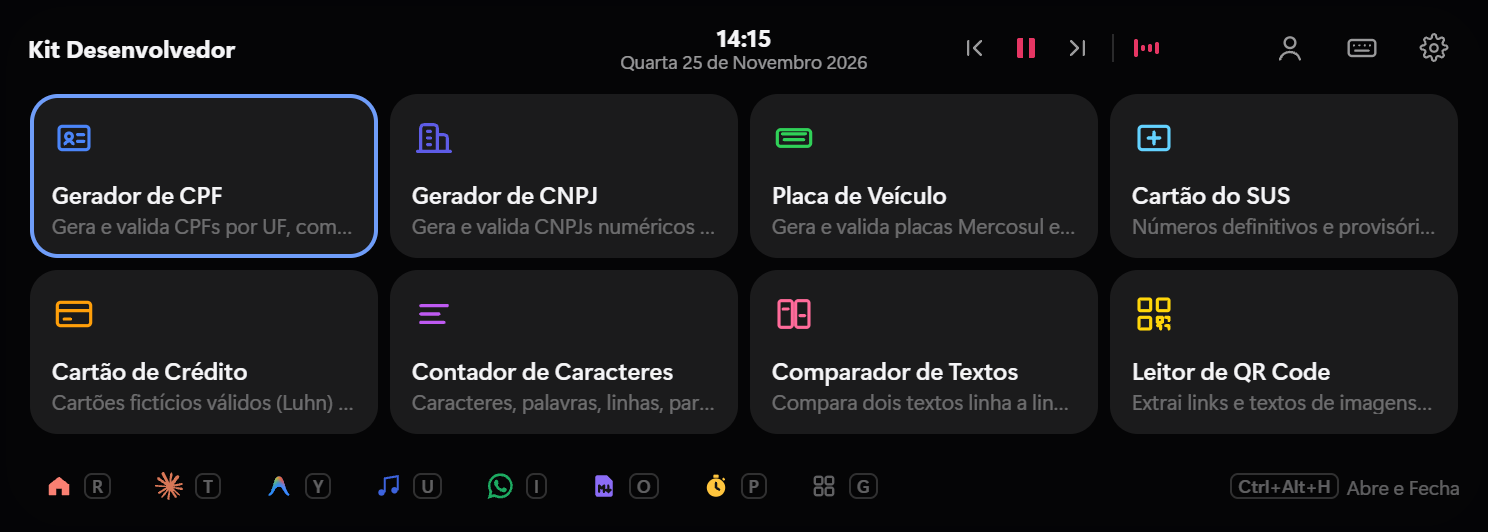 Kit Desenvolvedor
14:15
Quarta 25 de Novembro 2026
Gerador de CPF
Gera e valida CPFs por UF, com...
Gerador de CNPJ
Gera e valida CNPJs numéricos ...
Placa de Veículo
Gera e valida placas Mercosul e...
Cartão do SUS
Números definitivos e provisóri...
Cartão de Crédito
Cartões fictícios válidos (Luhn) ...
Contador de Caracteres
Caracteres, palavras, linhas, par...
Comparador de Textos
Compara dois textos linha a lin...
Leitor de QR Code
Extrai links e textos de imagens...
R T Y U I O P G
Ctrl+Alt+H Abre e Fecha